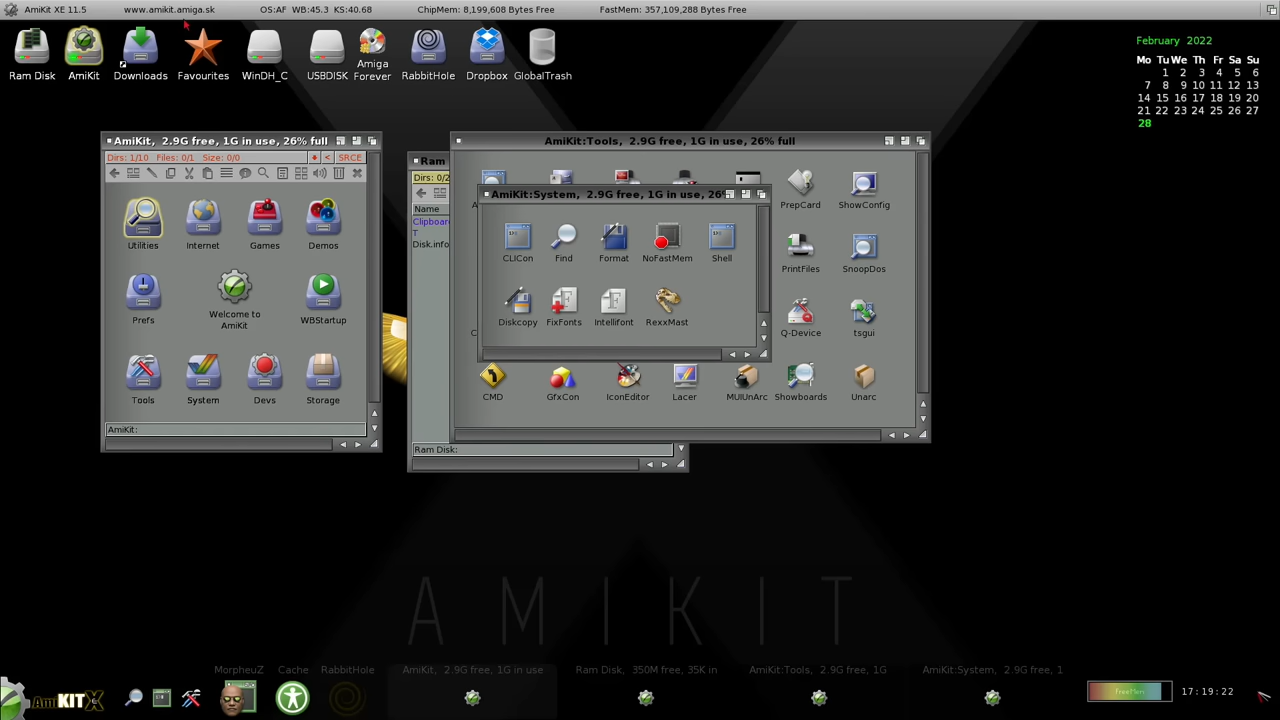 AmiKit XE 11.5 www.amikit.amiga.sk OS:AF WB:45.3 KS:40.68 ChipMem: 8,199,608 Bytes Free FastMem: 357,109,288 Bytes Free
Ram Disk AmiKit Downloads Favourites WinDH_C USBDISK Amiga Forever RabbitHole Dropbox GlobalTrash
February 2022
Mo Tu We Th Fr Sa Su
1 2 3 4 5 6
7 8 9 10 11 12 13
14 15 16 17 18 19 20
21 22 23 24 25 26 27
28
AmiKit, 2.9G free, 1G in use, 26% full
Dirs: 1/10 Files: 0/1 Size: 0/0 < SRCE
Utilities Internet Games Demos
Prefs Welcome to AmiKit WBStartup
Tools System Devs Storage
AmiKit:
Ram
Dirs: 0/2
Name
Clipboar
T
Disk.info
Ram Disk:
AmiKit:Tools, 2.9G free, 1G in use, 26% full
PrepCard ShowConfig
PrintFiles SnoopDos
Q-Device tsgui
CMD GfxCon IconEditor Lacer MUIUnArc Showboards Unarc
AmiKit:System, 2.9G free, 1G in use, 26%
CLICon Find Format NoFastMem Shell
Diskcopy FixFonts Intellifont RexxMast
AMIKIT
MorpheuZ Cache RabbitHole AmiKit, 2.9G free, 1G in use Ram Disk, 350M free, 35K in AmiKit:Tools, 2.9G free, 1G AmiKit:System, 2.9G free, 1
AmiKIT X FreeMem 17:19:22